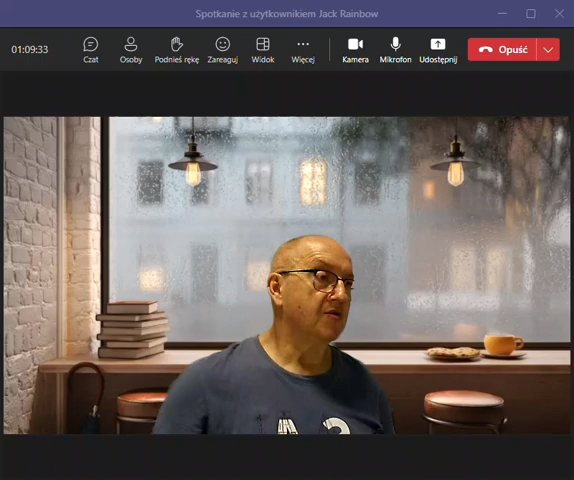 Spotkanie z użytkownikiem Jack Rainbow
01:09:33 Czat Osoby Podnieś rękę Zareaguj Widok Więcej Kamera Mikrofon Udostępnij Opuść